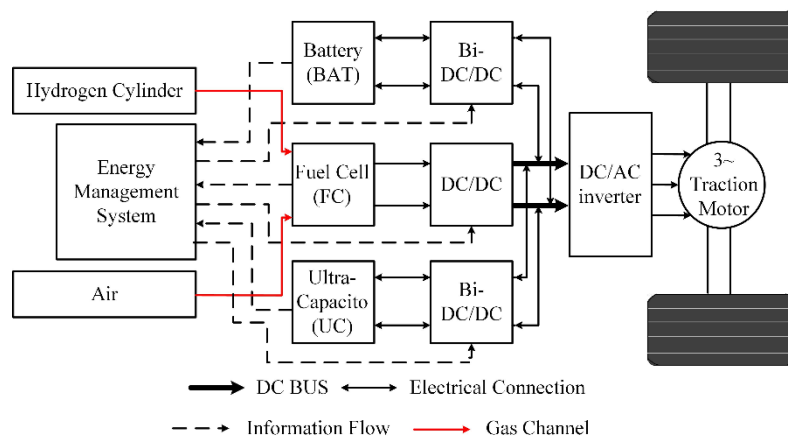 Battery
(BAT)
Bi-
DC/DC
Hydrogen Cylinder
Energy
Management
System
Fuel Cell
(FC)
DC/DC
DC/AC
inverter
3~
Traction
Motor
Air
Ultra-
Capacito
(UC)
Bi-
DC/DC
DC BUS
Electrical Connection
Information Flow
Gas Channel